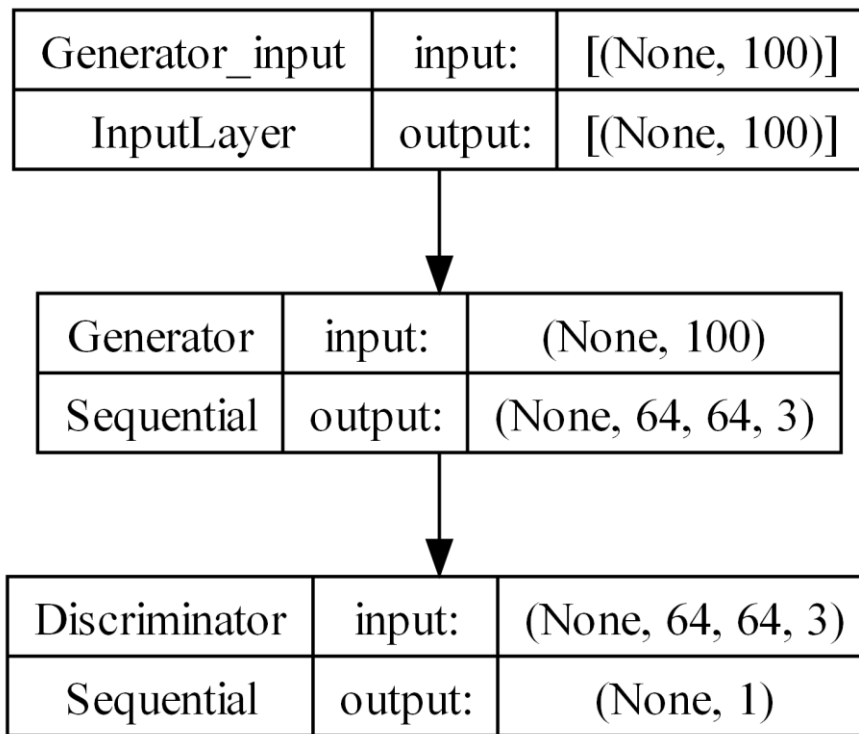 Generator_input input: [(None, 100)]
InputLayer output: [(None, 100)]
Generator input: (None, 100)
Sequential output: (None, 64, 64, 3)
Discriminator input: (None, 64, 64, 3)
Sequential output: (None, 1)